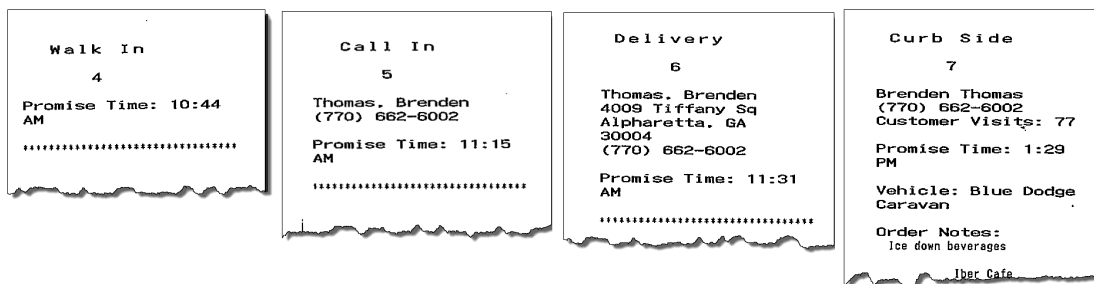 Walk In
4
Promise Time: 10:44
AM
*********************************
Call In
5
Thomas, Brenden
(770) 662-6002
Promise Time: 11:15
AM
*********************************
Delivery
6
Thomas, Brenden
4009 Tiffany Sq
Alpharetta, GA
30004
(770) 662-6002
Promise Time: 11:31
AM
*********************************
Curb Side
7
Brenden Thomas
(770) 662-6002
Customer Visits: 77
Promise Time: 1:29
PM
Vehicle: Blue Dodge
Caravan
Order Notes:
Ice down beverages
Iber Cafe